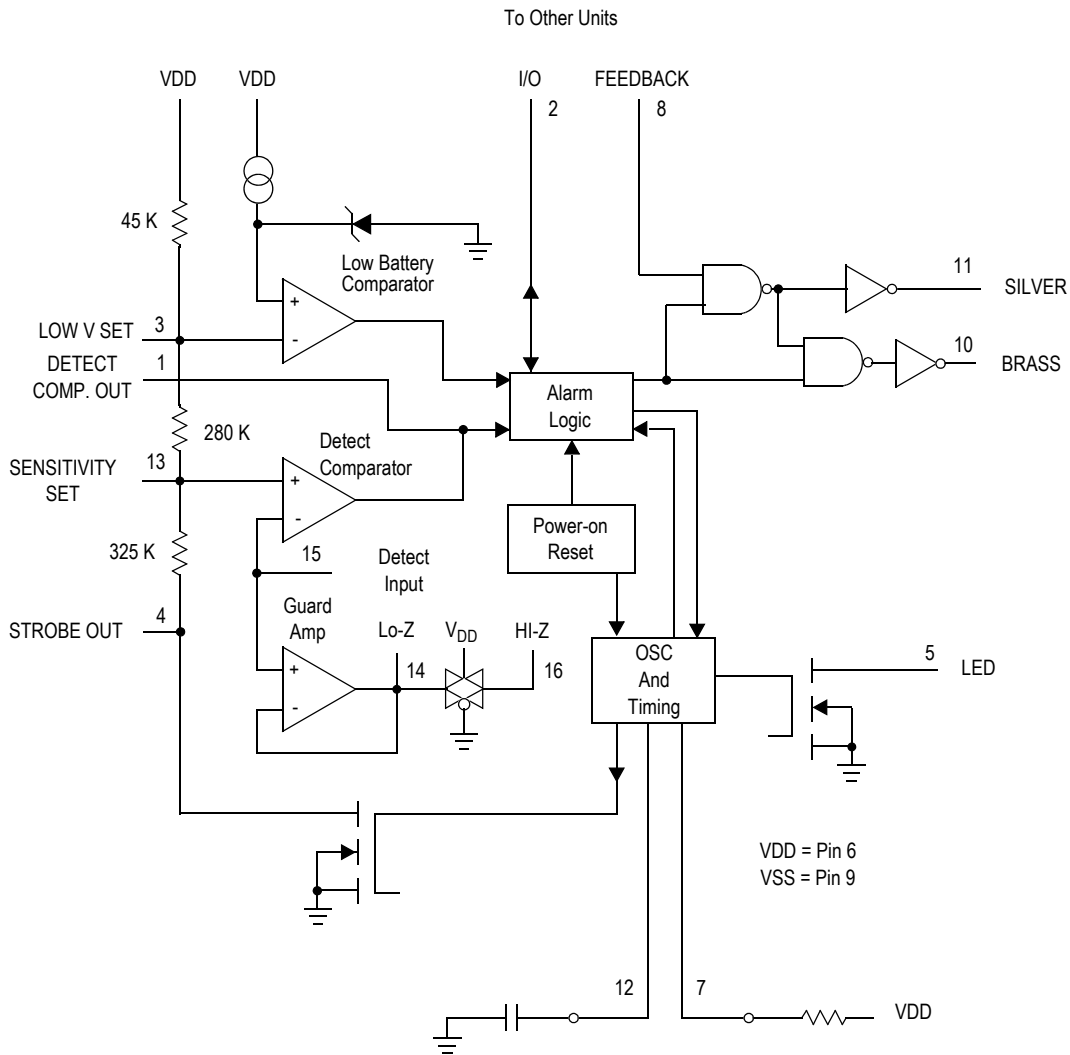 To Other Units
VDD
VDD
I/O
FEEDBACK
2
8
45 K
Low Battery
Comparator
+
-
11
SILVER
LOW V SET
3
DETECT
COMP. OUT
1
10
BRASS
Alarm
Logic
280 K
Detect
Comparator
SENSITIVITY
SET
13
+
-
Power-on
Reset
325 K
15
Detect
Input
STROBE OUT
4
Guard
Amp
Lo-Z
VDD
HI-Z
14
16
+
-
OSC
And
Timing
5
LED
VDD = Pin 6
VSS = Pin 9
12
7
VDD